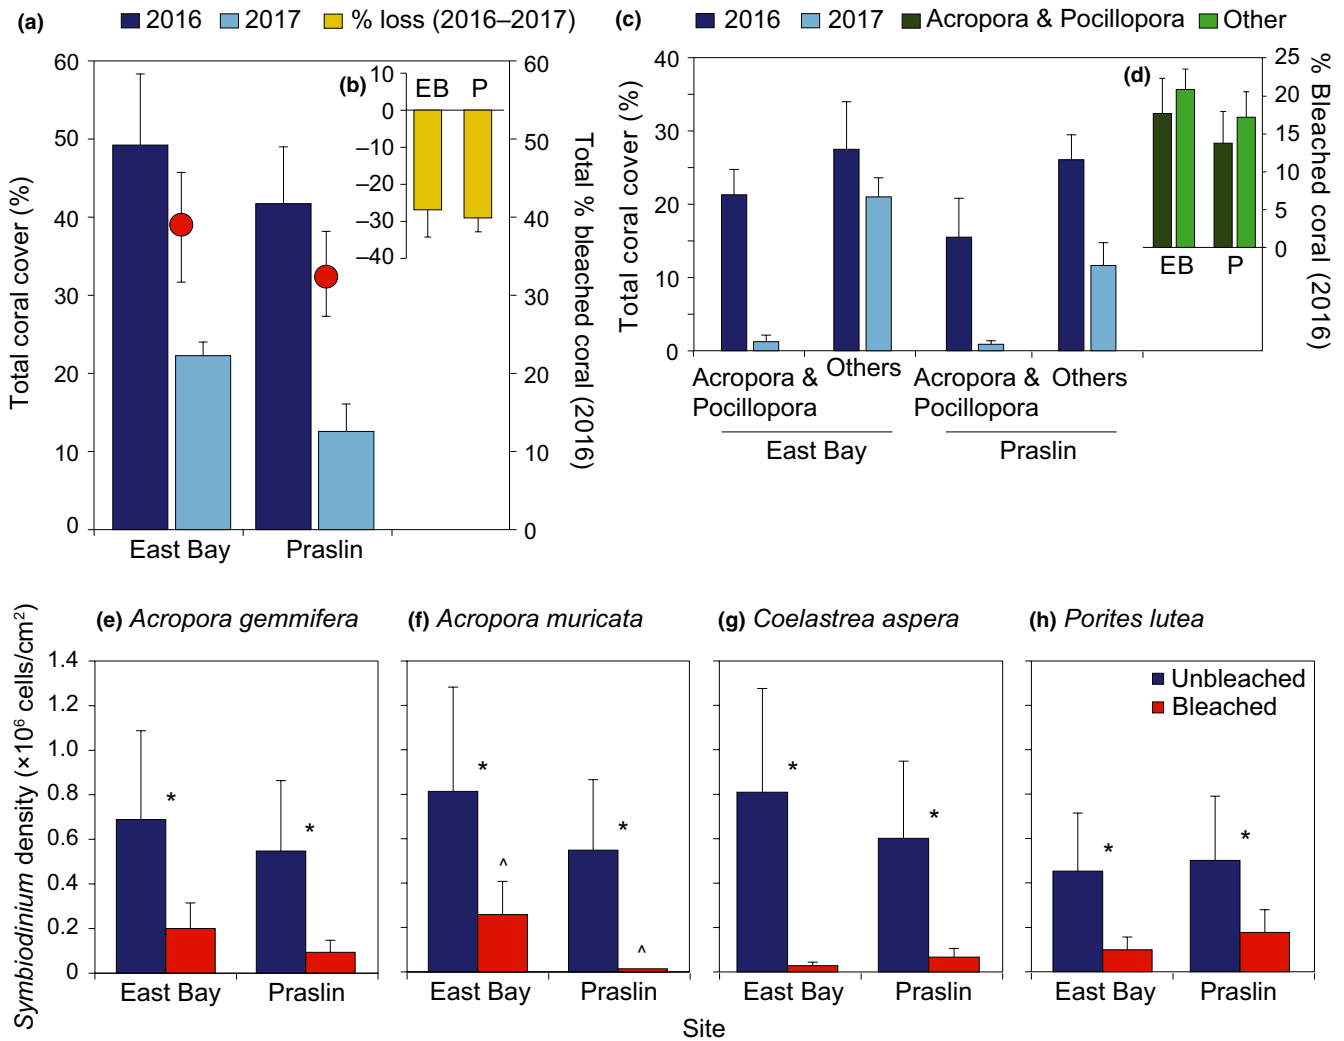 (a) 2016 2017 % loss (2016–2017)
(c) 2016 2017 Acropora & Pocillopora Other
Total coral cover (%)
60
50
40
30
20
10
0
60
50
40
30
20
10
0
Total % bleached coral (2016)
East Bay Praslin
(b)
EB P
10
0
–10
–20
–30
–40
Total coral cover (%)
40
30
20
10
0
(d)
25
20
15
10
5
0
% Bleached coral (2016)
EB P
Acropora & Pocillopora
Others
Acropora & Pocillopora
Others
East Bay
Praslin
(e) Acropora gemmifera
(f) Acropora muricata
(g) Coelastrea aspera
(h) Porites lutea
Symbiodinium density (×10⁶ cells/cm²)
1.4
1.2
1.0
0.8
0.6
0.4
0.2
0
* *
* ^ * ^
* *
* *
Unbleached
Bleached
East Bay Praslin
East Bay Praslin
East Bay Praslin
East Bay Praslin
Site